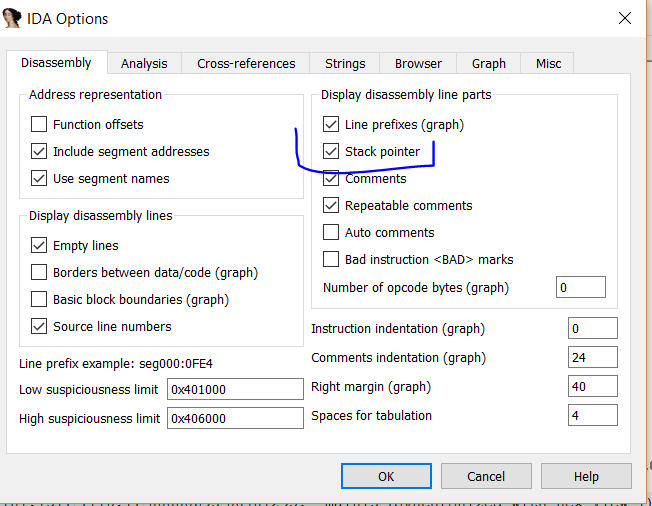 IDA Options
Disassembly Analysis Cross-references Strings Browser Graph Misc
Address representation
Function offsets
Include segment addresses
Use segment names
Display disassembly lines
Empty lines
Borders between data/code (graph)
Basic block boundaries (graph)
Source line numbers
Line prefix example: seg000:0FE4
Low suspiciousness limit 0x401000
High suspiciousness limit 0x406000
Display disassembly line parts
Line prefixes (graph)
Stack pointer
Comments
Repeatable comments
Auto comments
Bad instruction <BAD> marks
Number of opcode bytes (graph) 0
Instruction indentation (graph) 0
Comments indentation (graph) 24
Right margin (graph) 40
Spaces for tabulation 4
OK Cancel Help